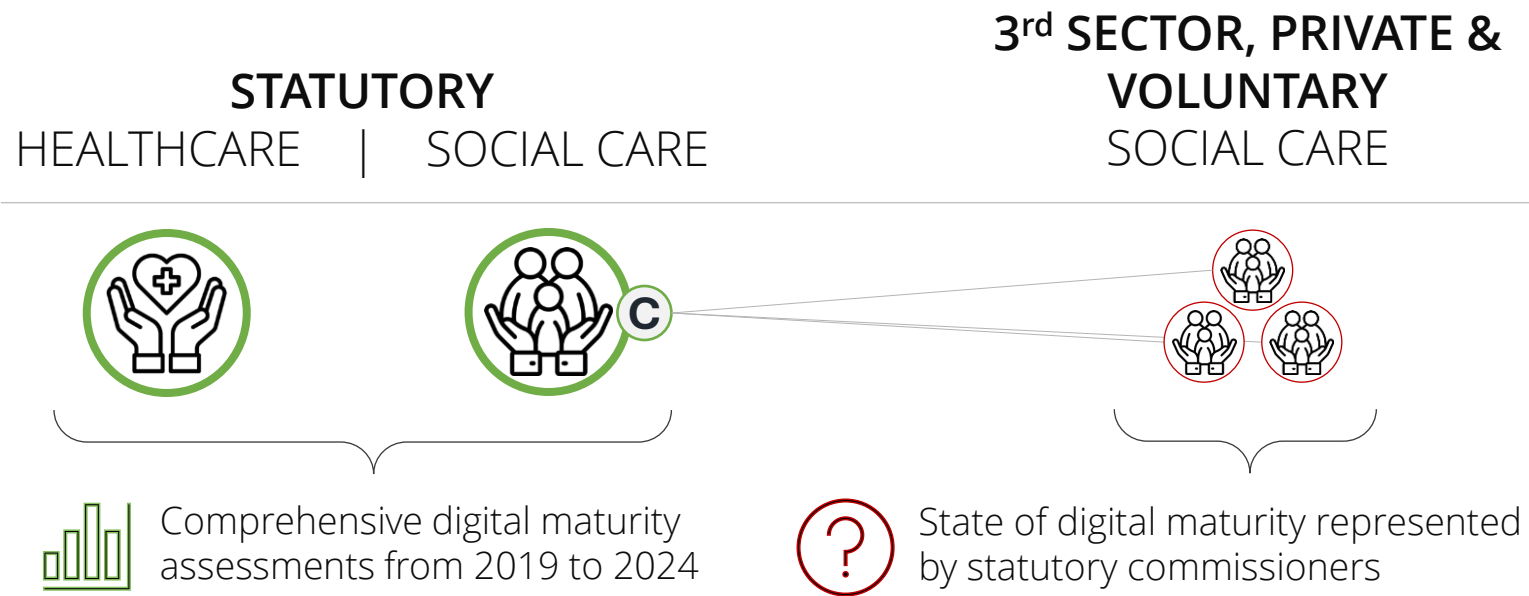 STATUTORY
HEALTHCARE | SOCIAL CARE
3rd SECTOR, PRIVATE &
VOLUNTARY
SOCIAL CARE
C
Comprehensive digital maturity
assessments from 2019 to 2024
?
State of digital maturity represented
by statutory commissioners